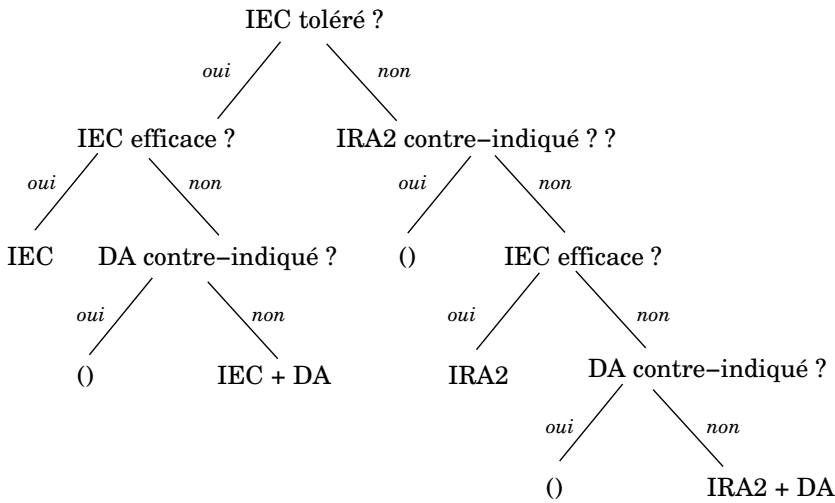 IEC toléré ?
oui non
IEC efficace ? IRA2 contre–indiqué ? ?
oui non oui non
IEC DA contre–indiqué ? () IEC efficace ?
oui non oui non
() IEC + DA IRA2 DA contre–indiqué ?
oui non
() IRA2 + DA